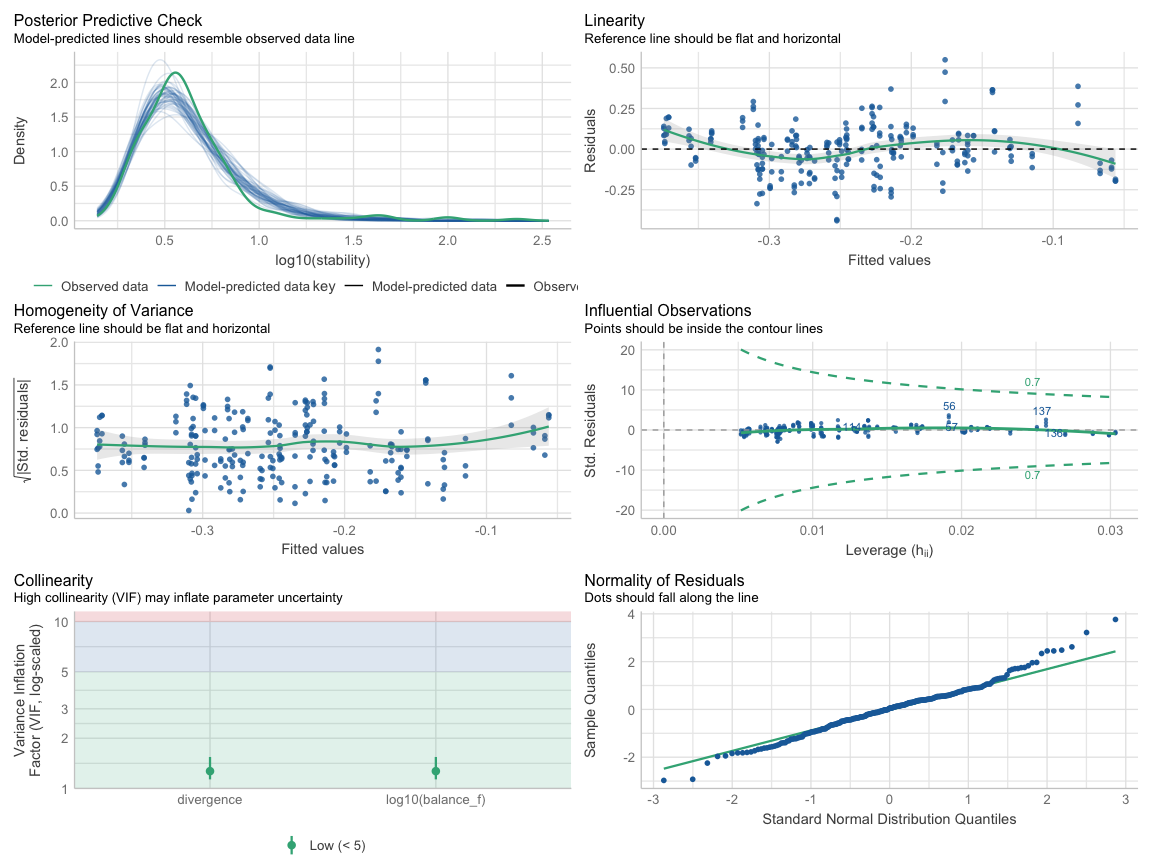 Posterior Predictive Check
Model-predicted lines should resemble observed data line
Density
2.0
1.5
1.0
0.5
0.0
0.5
1.0
1.5
2.0
2.5
log10(stability)
Observed data
Model-predicted data key
Model-predicted data
Observe
Linearity
Reference line should be flat and horizontal
Residuals
0.50
0.25
0.00
-0.25
-0.3
-0.2
-0.1
Fitted values
Homogeneity of Variance
Reference line should be flat and horizontal
√|Std. residuals|
2.0
1.5
1.0
0.5
0.0
-0.3
-0.2
-0.1
Fitted values
Influential Observations
Points should be inside the contour lines
Std. Residuals
20
10
0
-10
-20
0.7
56
137
136
0.7
0.00
0.01
0.02
0.03
Leverage (hᵢᵢ)
Collinearity
High collinearity (VIF) may inflate parameter uncertainty
Variance Inflation
Factor (VIF, log-scaled)
10
5
3
2
1
divergence
log10(balance_f)
Low (< 5)
Normality of Residuals
Dots should fall along the line
Sample Quantiles
4
2
0
-2
-3
-2
-1
0
1
2
3
Standard Normal Distribution Quantiles